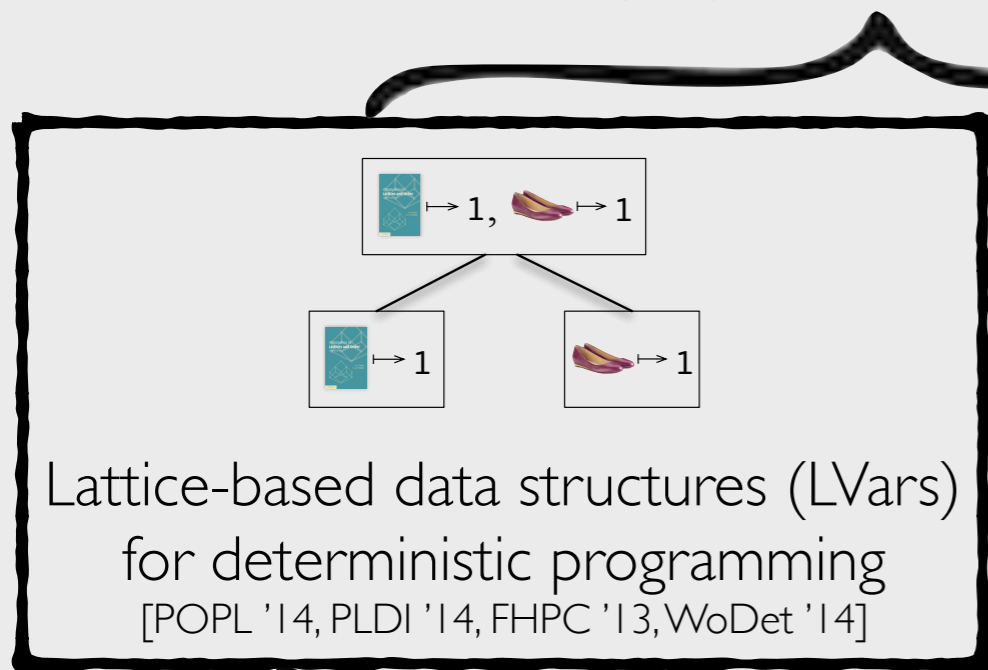 ↦ 1, ↦ 1
↦ 1 ↦ 1
Lattice-based data structures (LVars)
for deterministic programming
[POPL '14, PLDI '14, FHPC '13, WoDet '14]